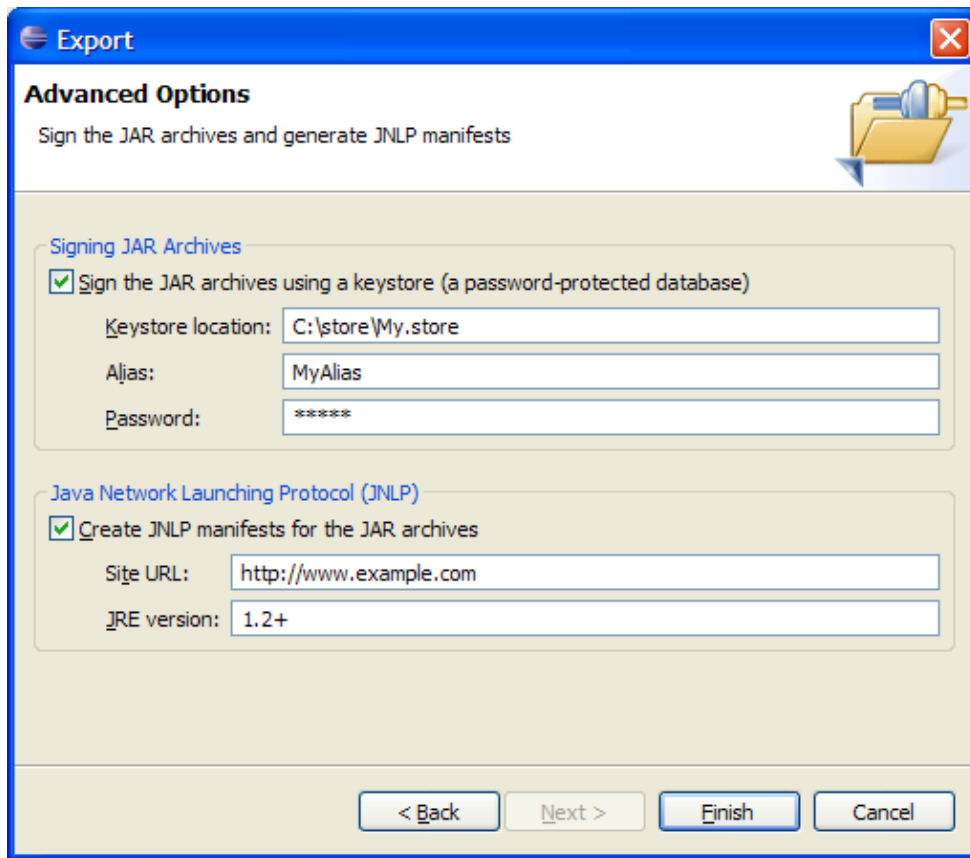 Export
Advanced Options
Sign the JAR archives and generate JNLP manifests
Signing JAR Archives
Sign the JAR archives using a keystore (a password-protected database)
Keystore location: C:\store\My.store
Alias: MyAlias
Password: *****
Java Network Launching Protocol (JNLP)
Create JNLP manifests for the JAR archives
Site URL: http://www.example.com
JRE version: 1.2+
< Back Next > Finish Cancel